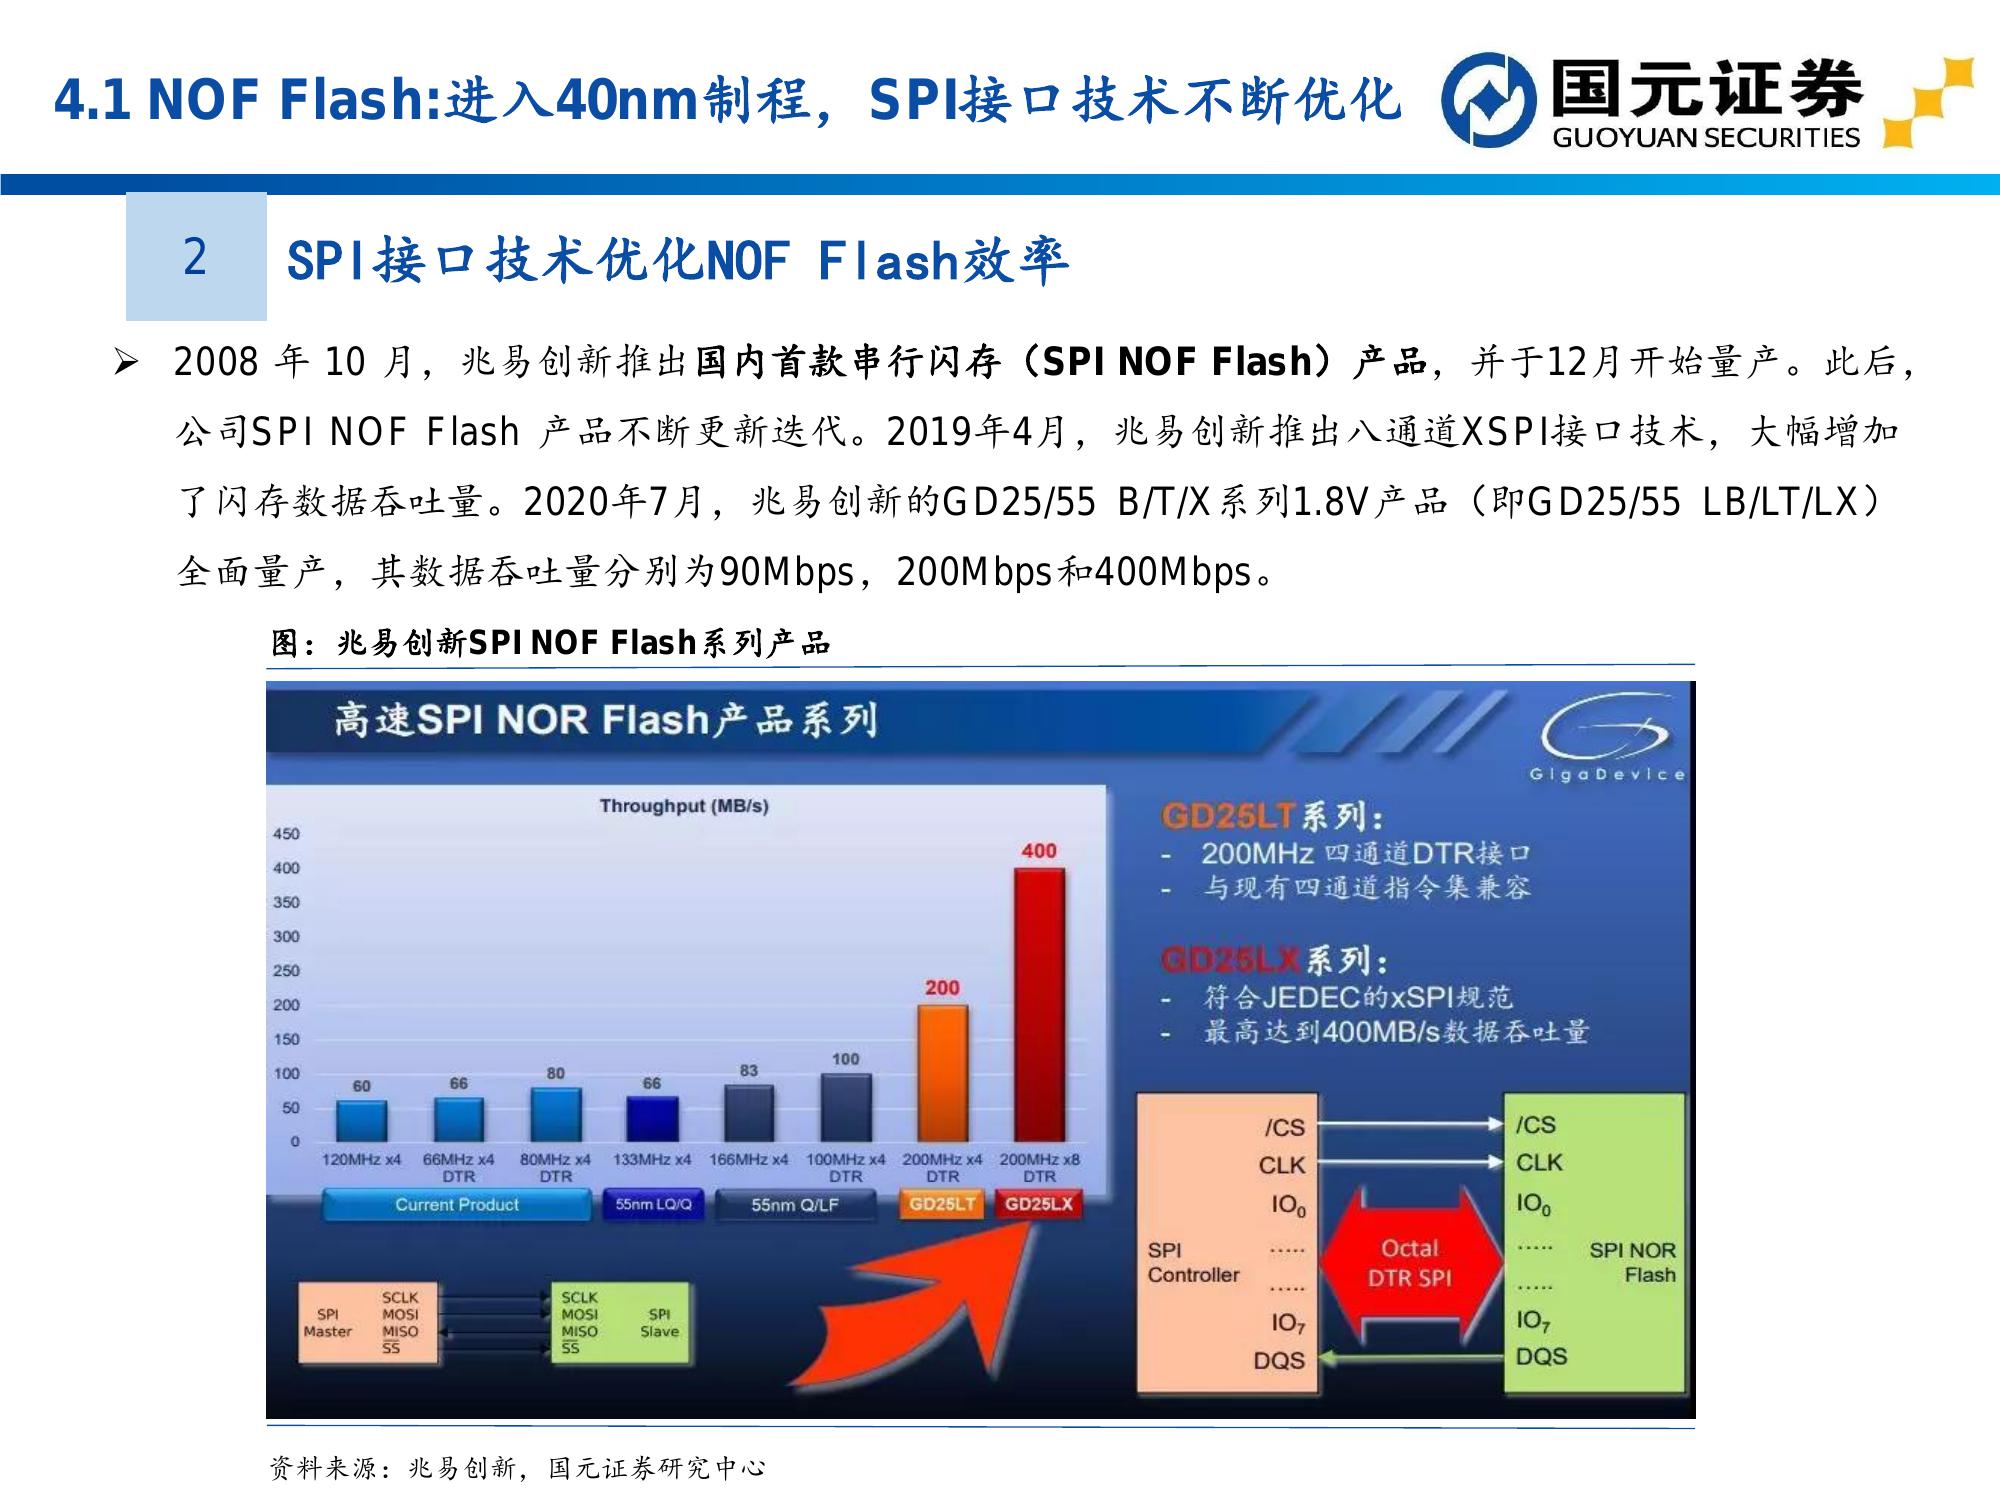 4.1 NOF Flash:进入40nm制程，SPI接口技术不断优化
国元证券
GUOYUAN SECURITIES
2
SPI接口技术优化NOF Flash效率
➢ 2008 年 10 月，兆易创新推出国内首款串行闪存（SPI NOF Flash）产品，并于12月开始量产。此后，
公司SPI NOF Flash 产品不断更新迭代。2019年4月，兆易创新推出八通道XSPI接口技术，大幅增加
了闪存数据吞吐量。2020年7月，兆易创新的GD25/55 B/T/X系列1.8V产品（即GD25/55 LB/LT/LX）
全面量产，其数据吞吐量分别为90Mbps，200Mbps和400Mbps。
图：兆易创新SPI NOF Flash系列产品
高速SPI NOR Flash产品系列
GigaDevice
Throughput (MB/s)
450
400
350
300
250
200
150
100
50
0
60
66
80
66
83
100
200
400
120MHz x4
66MHz x4
DTR
80MHz x4
DTR
133MHz x4
166MHz x4
100MHz x4
DTR
200MHz x4
DTR
200MHz x8
DTR
Current Product
55nm LQ/Q
55nm Q/LF
GD25LT
GD25LX
GD25LT系列：
- 200MHz 四通道DTR接口
- 与现有四通道指令集兼容
GD25LX系列：
- 符合JEDEC的xSPI规范
- 最高达到400MB/s数据吞吐量
SPI
Master
SCLK
MOSI
MISO
SS
SCLK
MOSI
MISO
SS
SPI
Slave
SPI
Controller
/CS
CLK
IO0
.....
.....
IO7
DQS
Octal
DTR SPI
/CS
CLK
IO0
.....
.....
IO7
DQS
SPI NOR
Flash
资料来源：兆易创新，国元证券研究中心